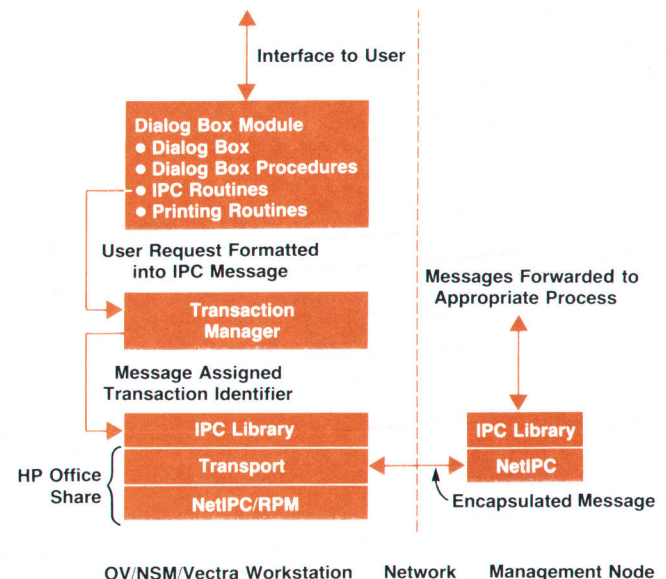 Interface to User
Dialog Box Module
● Dialog Box
● Dialog Box Procedures
● IPC Routines
● Printing Routines
User Request Formatted
into IPC Message
Messages Forwarded to
Appropriate Process
Transaction
Manager
Message Assigned
Transaction Identifier
IPC Library
IPC Library
HP Office
Share
Transport
NetIPC
NetIPC/RPM
Encapsulated Message
OV/NSM/Vectra Workstation
Network
Management Node